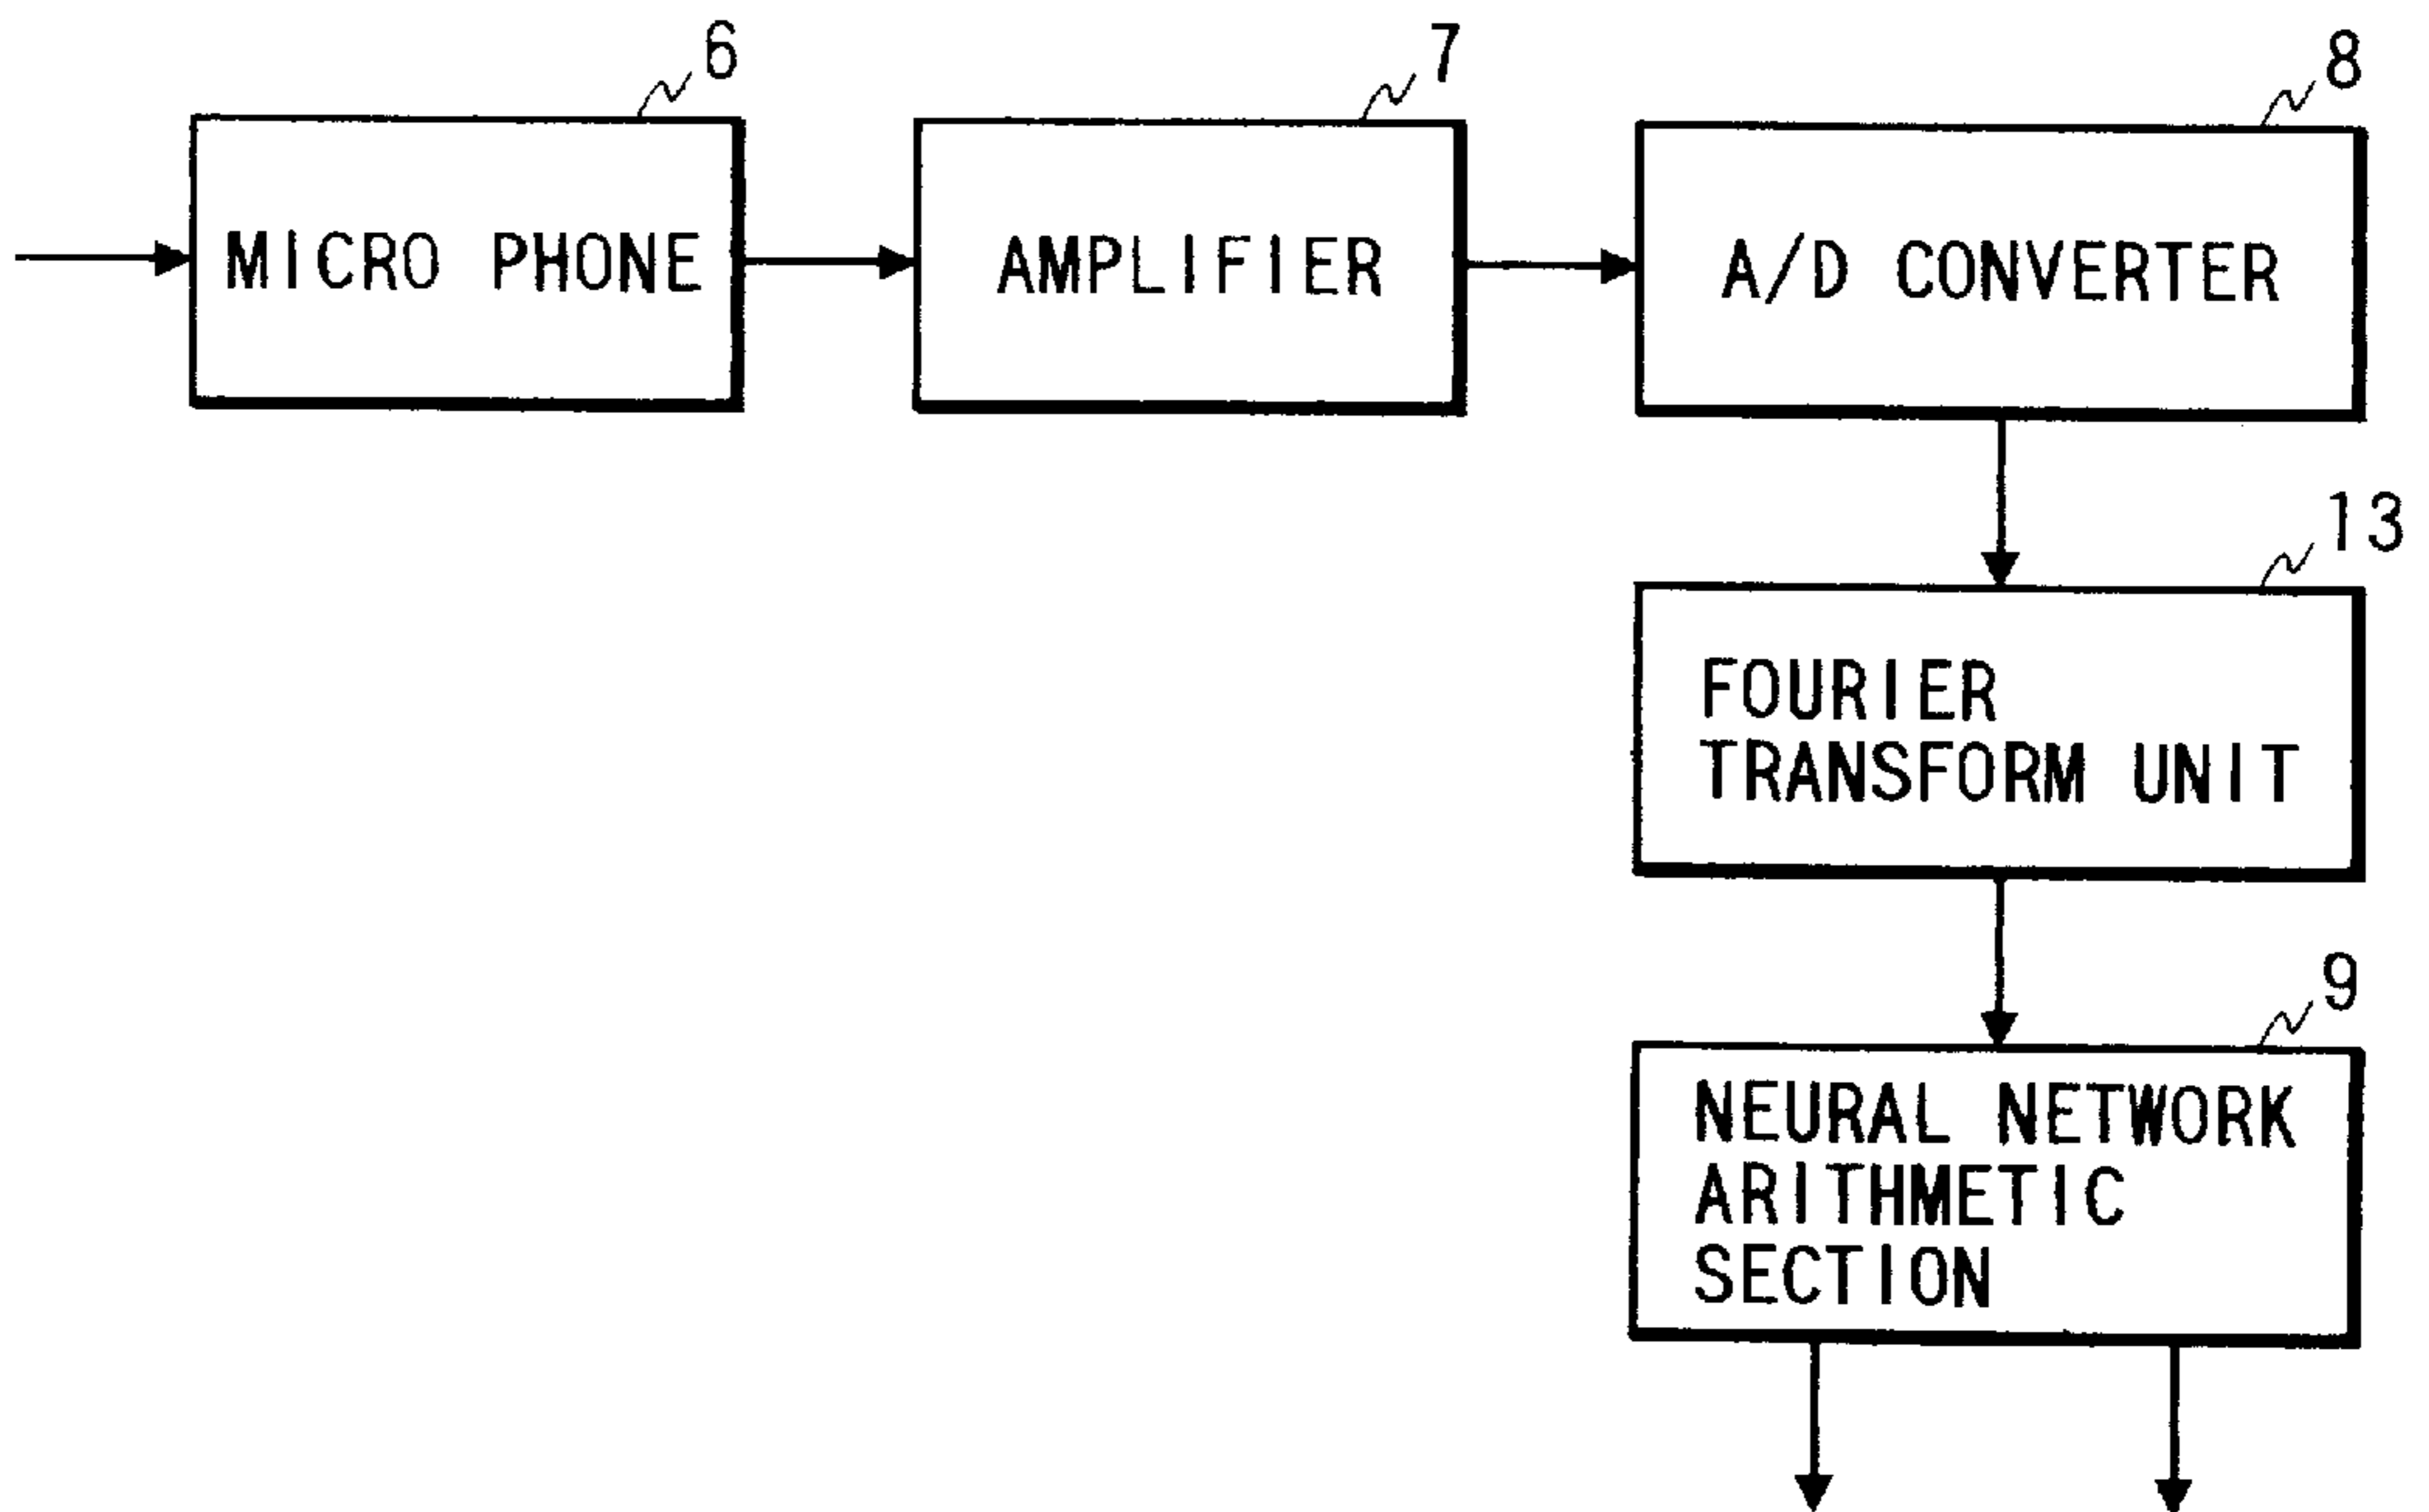 6
MICRO PHONE
7
AMPLIFIER
8
A/D CONVERTER
13
FOURIER
TRANSFORM UNIT
9
NEURAL NETWORK
ARITHMETIC
SECTION